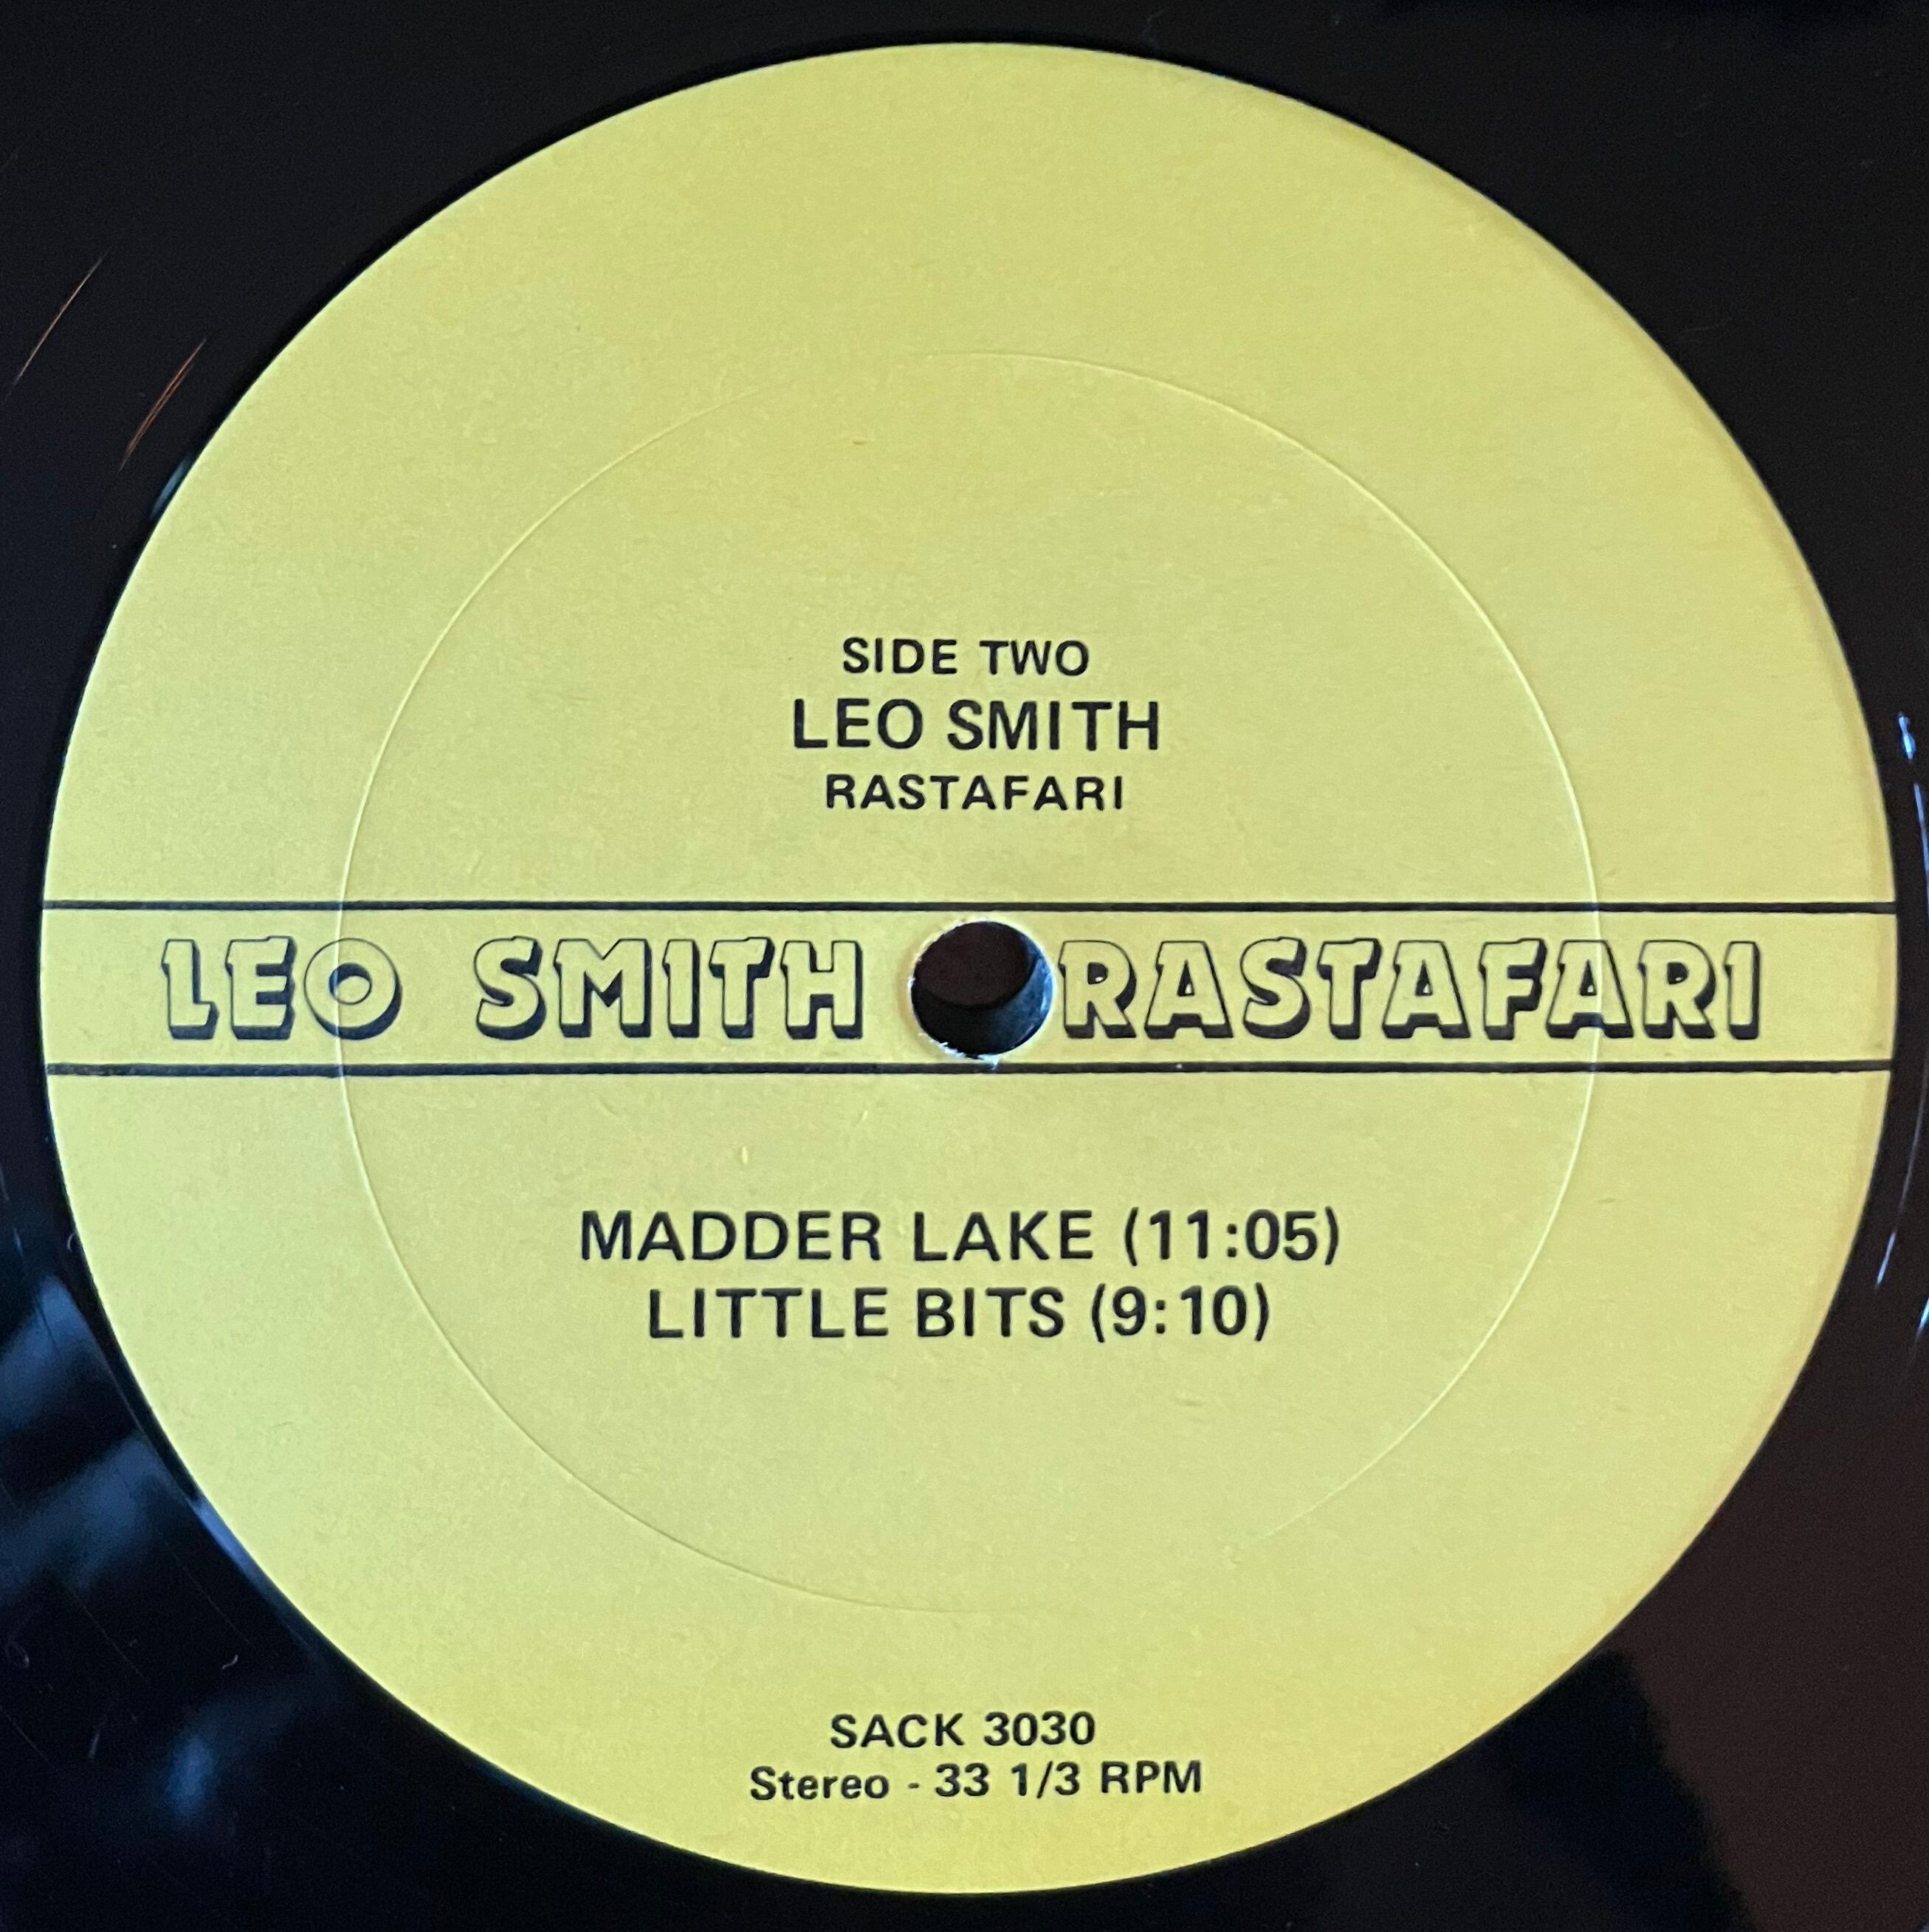 SIDE TWO
LEO SMITH
RASTAFARI
LEO SMITH RASTAFARI
MADDER LAKE (11:05)
LITTLE BITS (9:10)
SACK 3030
Stereo - 33 1/3 RPM